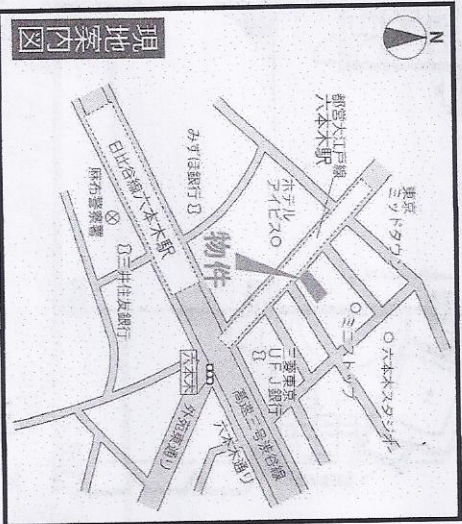 現地案内図
N
東京
ミッドタウン
都営大江戸線
六本木駅
六本木スタジオ
ミニストップ
ホテル
アイビス
物件
みずほ銀行
三菱東京
UFJ銀行
日比谷線六本木駅
麻布警察署
三井住友銀行
六本木
高速三号渋谷線
六本木通り
外苑東通り